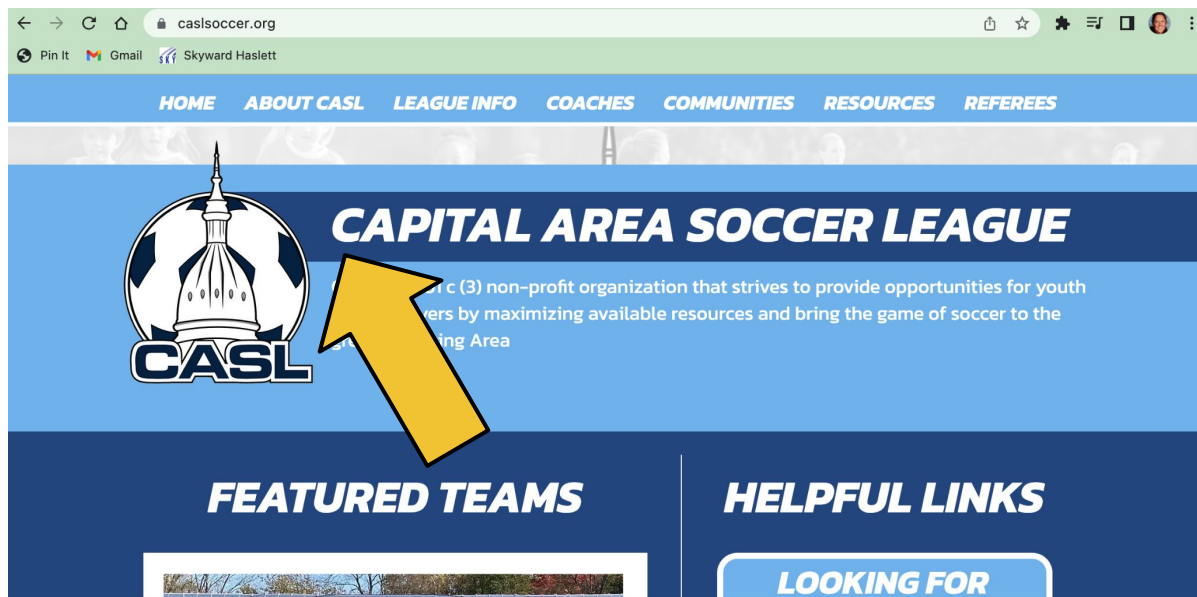 caslsoccer.org
Pin It Gmail SKY Skyward Haslett
HOME ABOUT CASL LEAGUE INFO COACHES COMMUNITIES RESOURCES REFEREES
CASL
CAPITAL AREA SOCCER LEAGUE
c (3) non-profit organization that strives to provide opportunities for youth
by maximizing available resources and bring the game of soccer to the
Area
FEATURED TEAMS
HELPFUL LINKS
LOOKING FOR